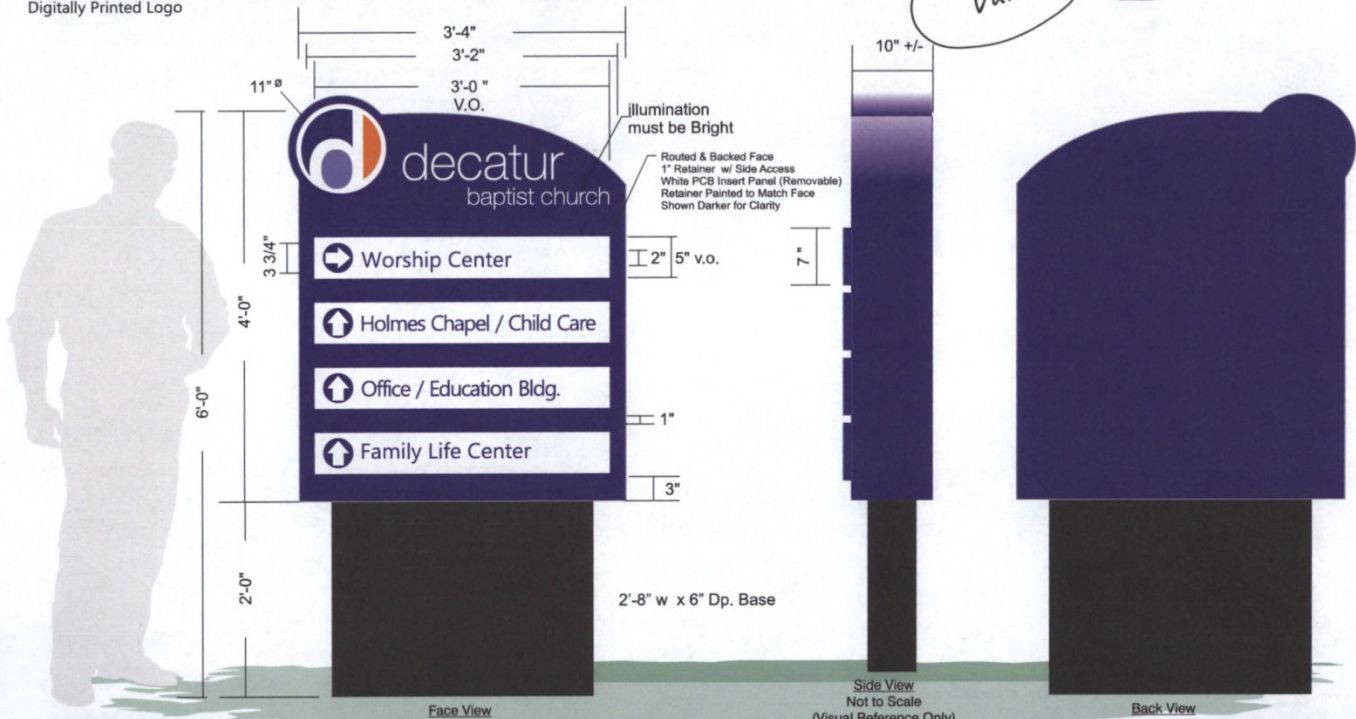 Digitally Printed Logo
3'-4"
3'-2"
3'-0 "
V.O.
11" ø
10" +/-
illumination
must be Bright
Routed & Backed Face
1" Retainer w/ Side Access
White PCB Insert Panel (Removable)
Retainer Painted to Match Face
Shown Darker for Clarity
decatur
baptist church
3 3/4"
Worship Center
2"
5" v.o.
7 "
4'-0"
Holmes Chapel / Child Care
6'-0"
Office / Education Bldg.
1"
Family Life Center
3"
2'-0"
2'-8" w x 6" Dp. Base
Face View
Side View
Not to Scale
(Visual Reference Only)
Back View